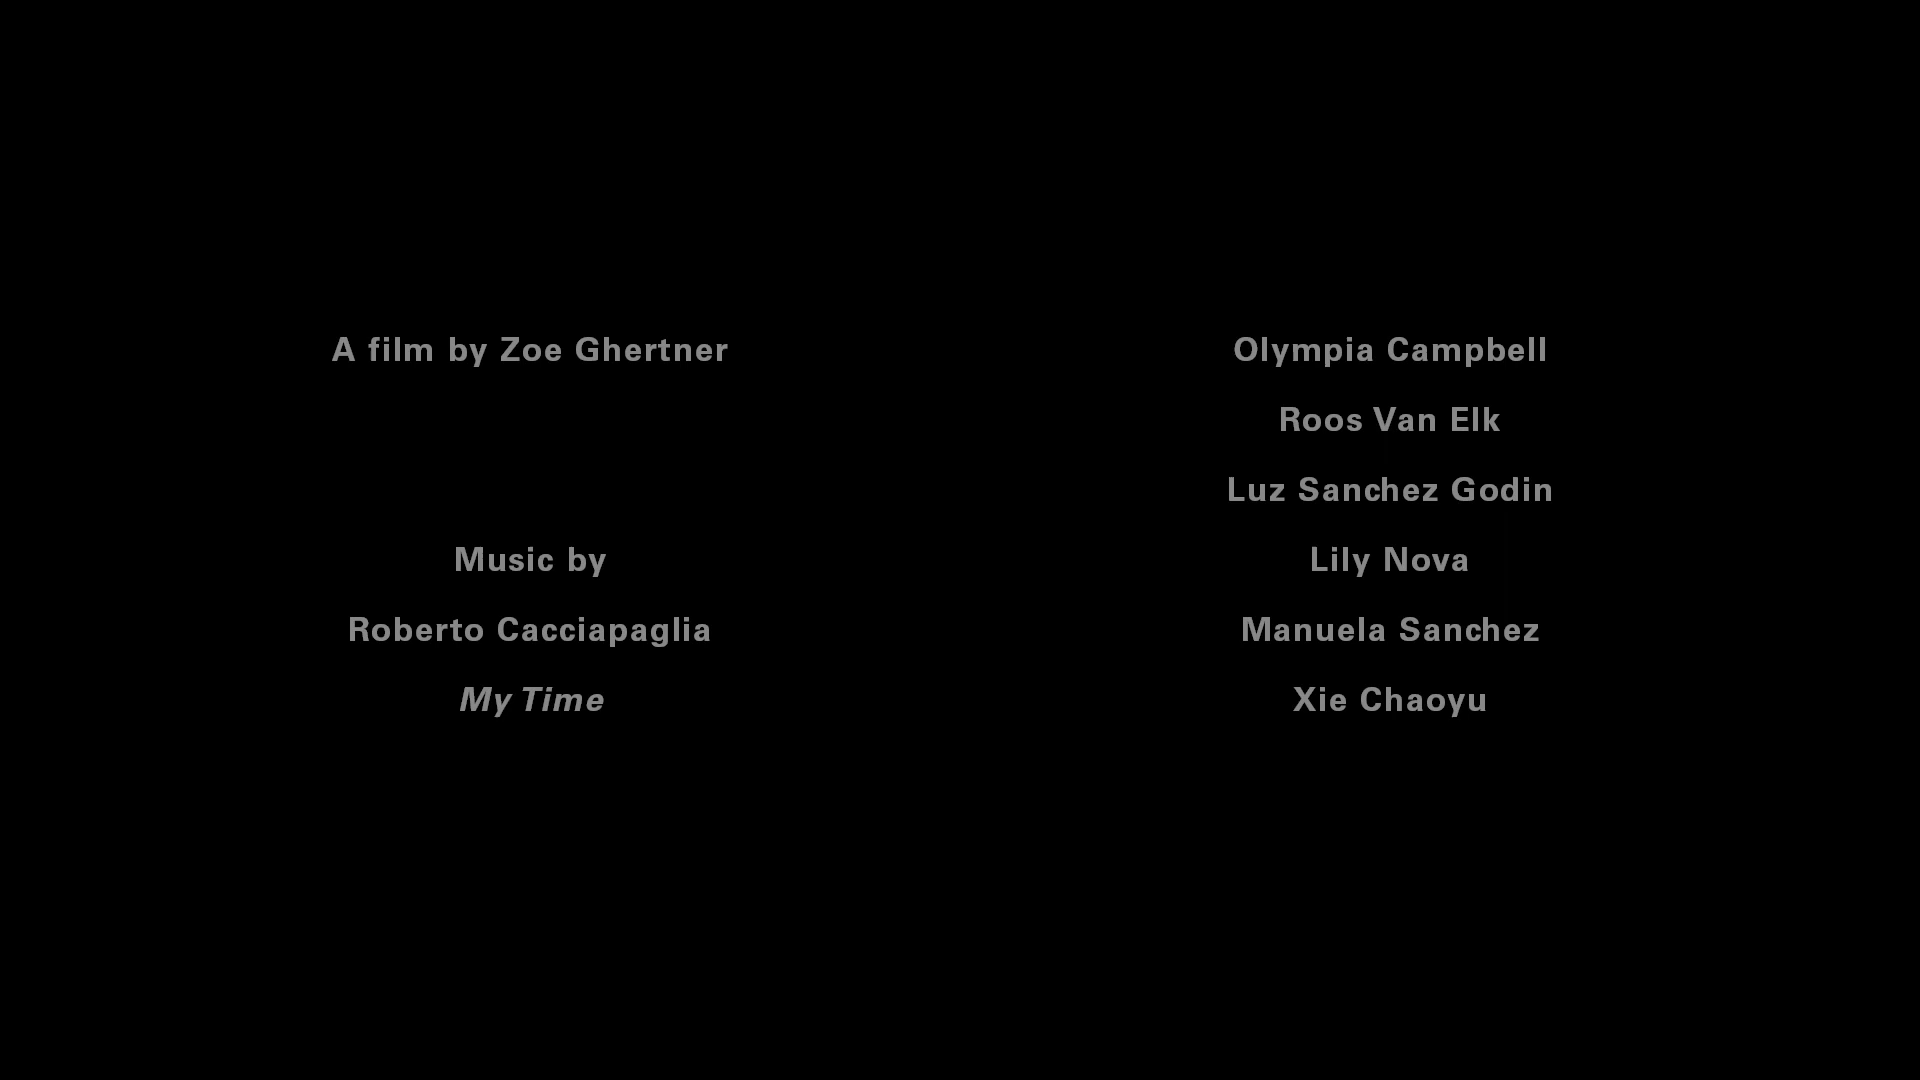 A film by Zoe Ghertner
Music by
Roberto Cacciapaglia
My Time
Olympia Campbell
Roos Van Elk
Luz Sanchez Godin
Lily Nova
Manuela Sanchez
Xie Chaoyu